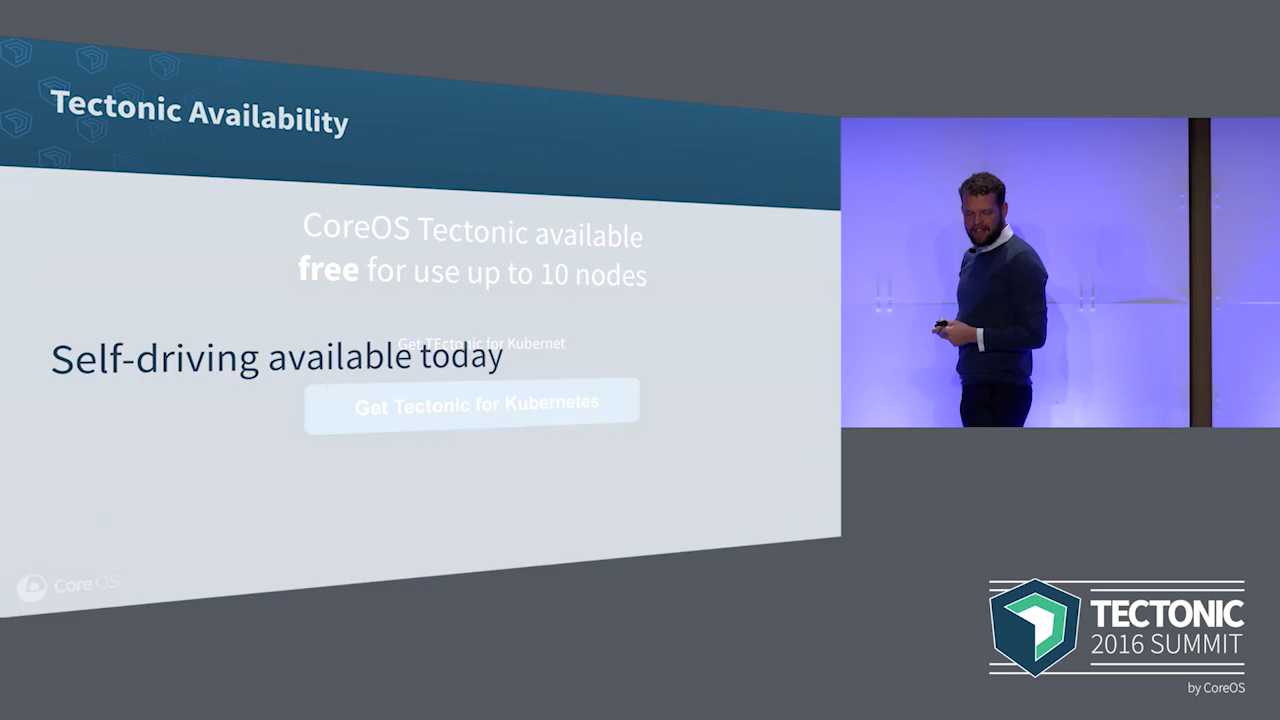 Tectonic Availability
CoreOS Tectonic available
free for use up to 10 nodes
Get TEctonic for Kubernet
Self-driving available today
Get Tectonic for Kubernetes
CoreOS
TECTONIC
2016 SUMMIT
by CoreOS